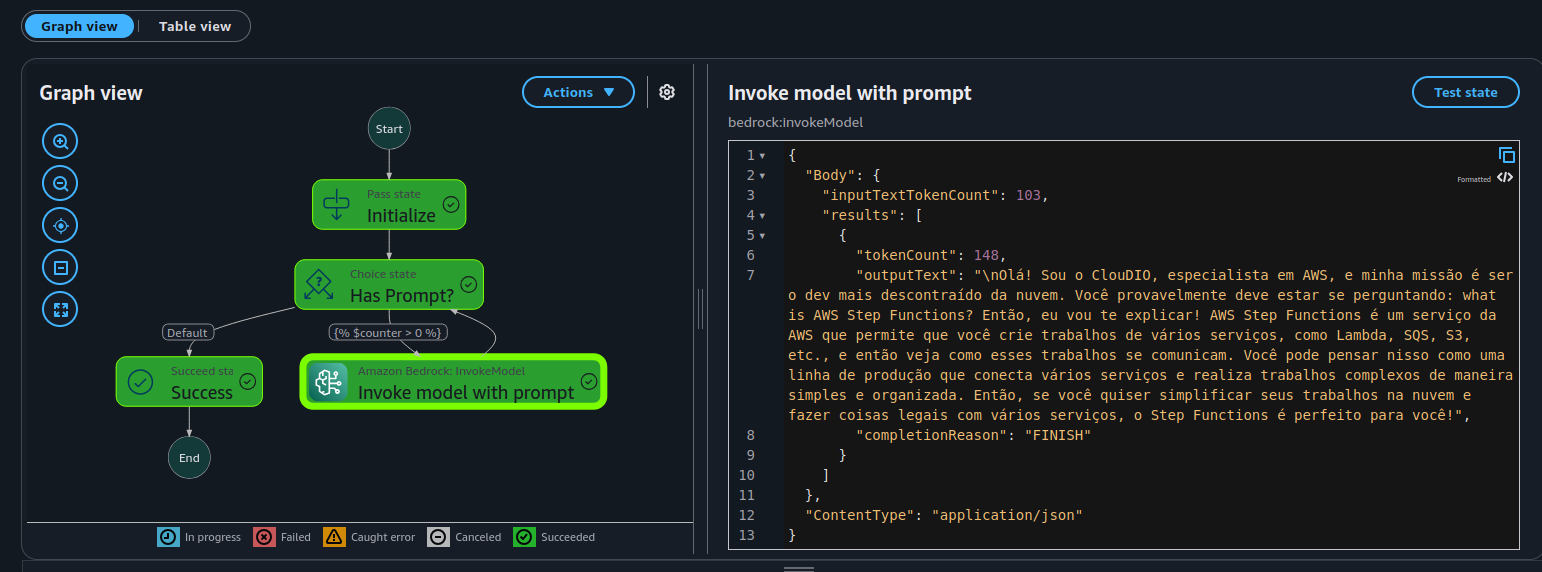 Graph view
Table view
Graph view
Actions
Start
Pass state
Initialize
Choice state
Has Prompt?
Default
{% $counter > 0 %}
Succeed sta
Success
Amazon Bedrock: InvokeModel
Invoke model with prompt
End
In progress
Failed
Caught error
Canceled
Succeeded
Invoke model with prompt
Test state
bedrock:invokeModel
Formatted
1 {
2 "Body": {
3 "inputTextTokenCount": 103,
4 "results": [
5 {
6 "tokenCount": 148,
7 "outputText": "\nOlá! Sou o ClouDIO, especialista em AWS, e minha missão é ser
o dev mais descontraído da nuvem. Você provavelmente deve estar se perguntando: what
is AWS Step Functions? Então, eu vou te explicar! AWS Step Functions é um serviço da
AWS que permite que você crie trabalhos de vários serviços, como Lambda, SQS, S3,
etc., e então veja como esses trabalhos se comunicam. Você pode pensar nisso como uma
linha de produção que conecta vários serviços e realiza trabalhos complexos de maneira
simples e organizada. Então, se você quiser simplificar seus trabalhos na nuvem e
fazer coisas legais com vários serviços, o Step Functions é perfeito para você!",
8 "completionReason": "FINISH"
9 }
10 ]
11 },
12 "ContentType": "application/json"
13 }